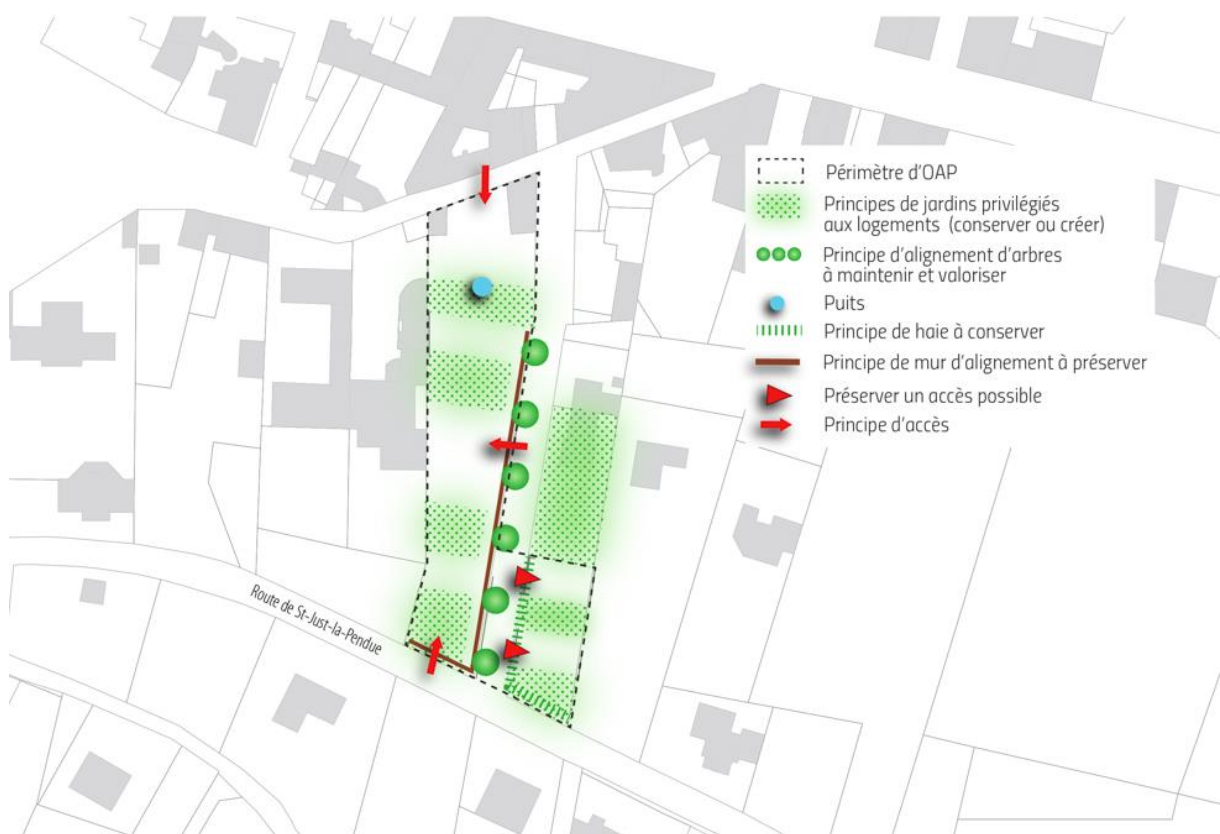 Périmètre d'OAP
Principes de jardins privilégiés
aux logements (conserver ou créer)
Principe d'alignement d'arbres
à maintenir et valoriser
Puits
Principe de haie à conserver
Principe de mur d'alignement à préserver
Préserver un accès possible
Principe d'accès
Route de St-Just-la-Pendue